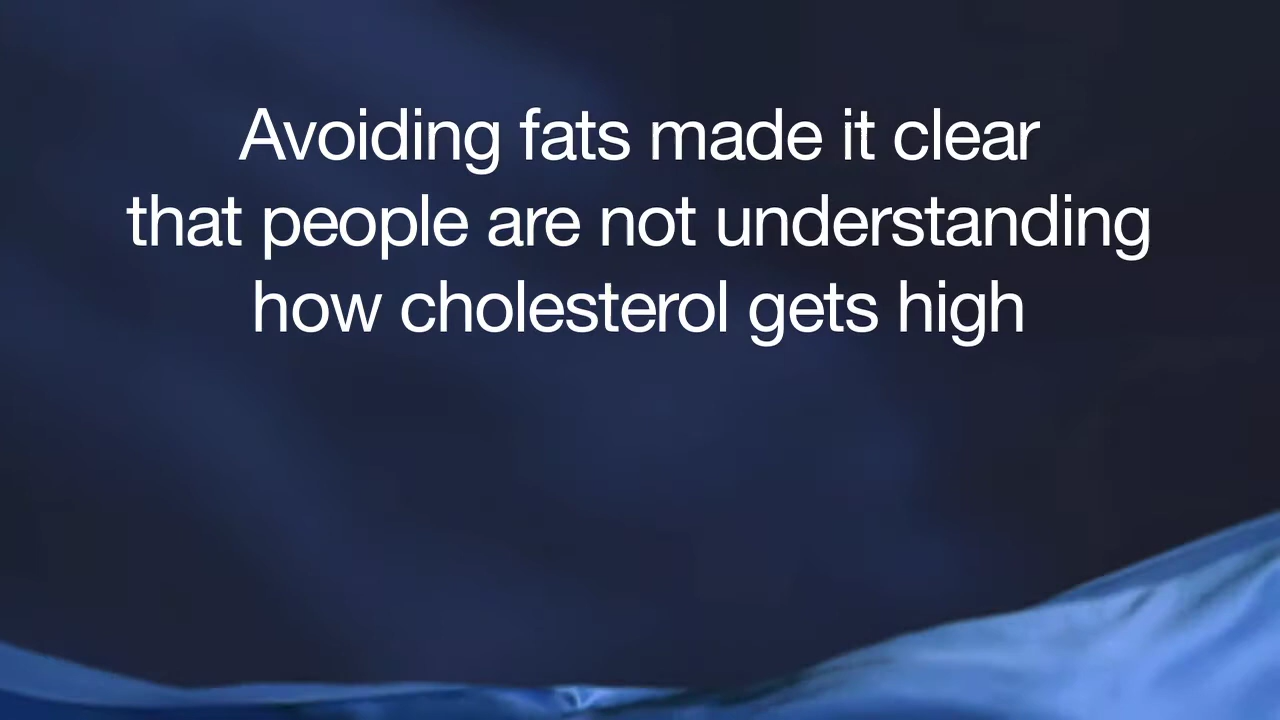 Avoiding fats made it clear
that people are not understanding
how cholesterol gets high